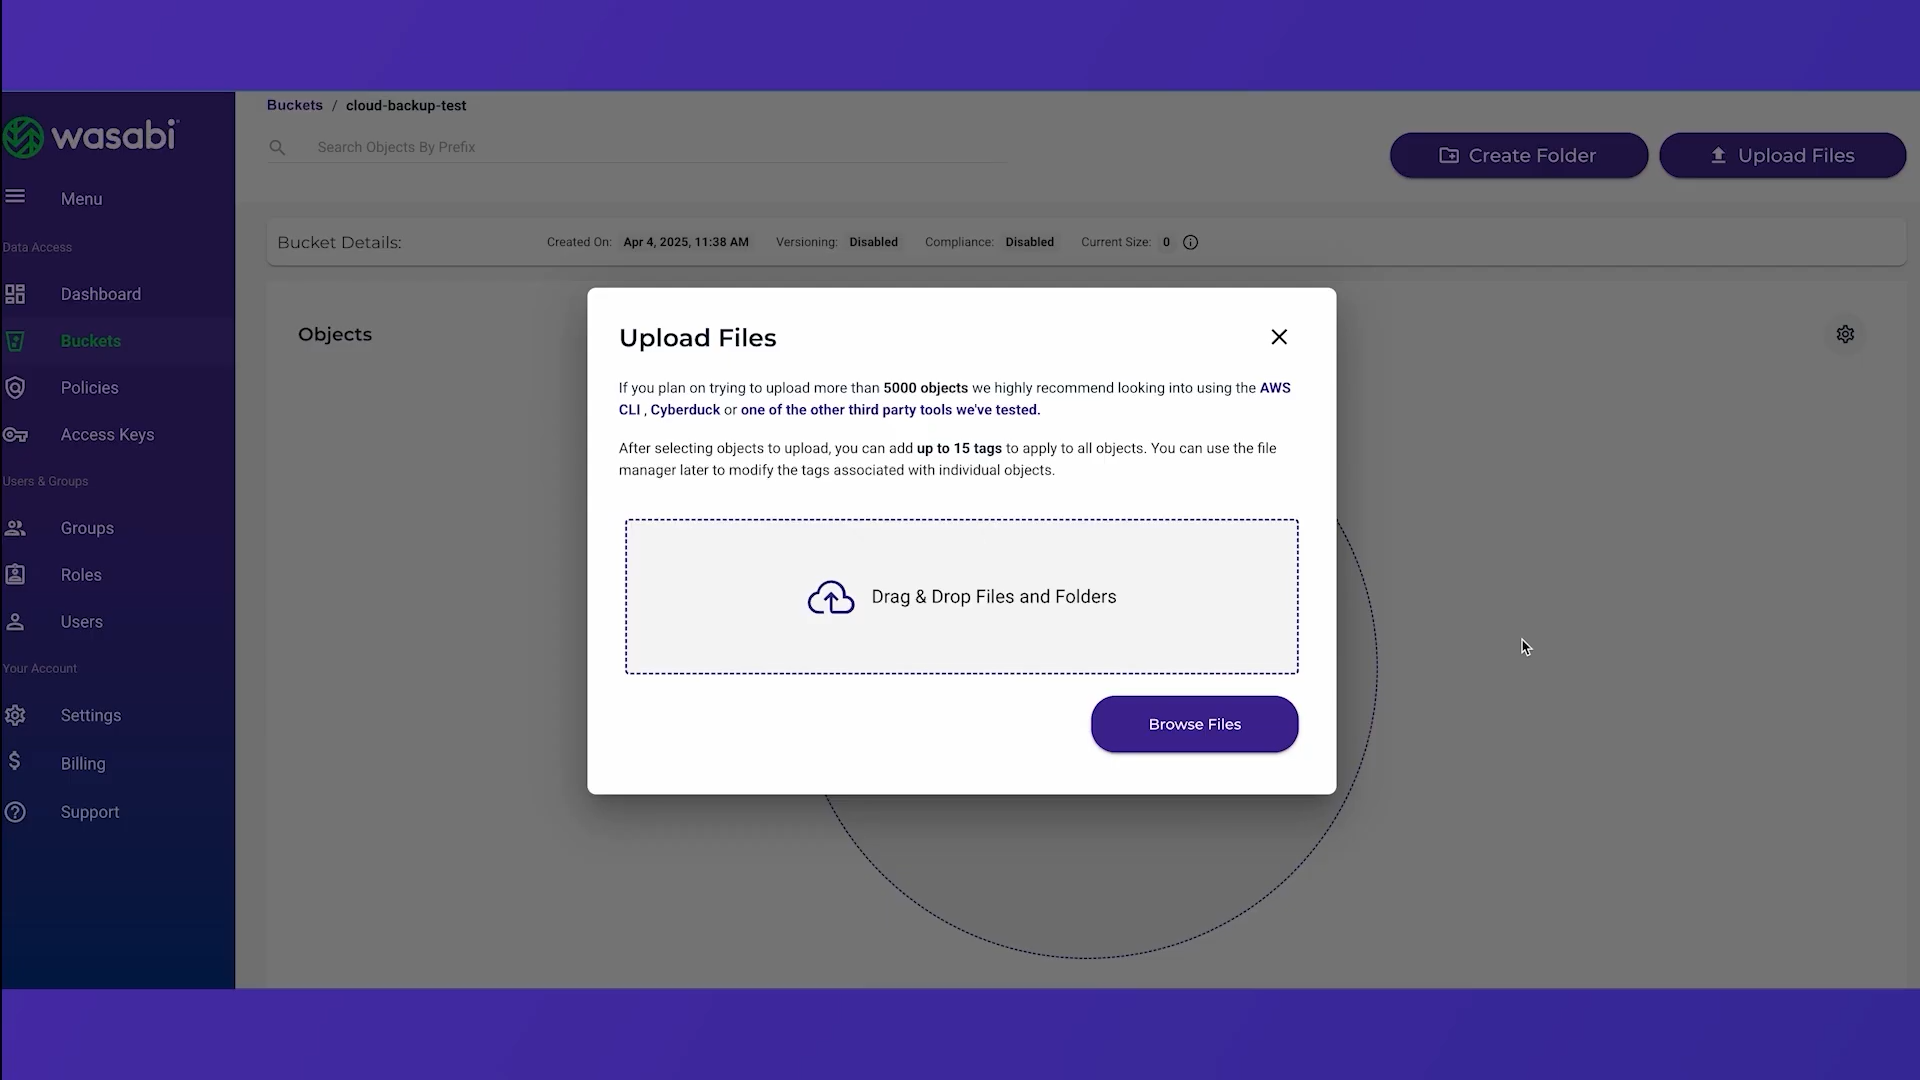 Buckets / cloud-backup-test
wasabi
Search Objects By Prefix
Create Folder
Upload Files
Menu
Data Access
Bucket Details:
Created On: Apr 4, 2025, 11:38 AM
Versioning: Disabled
Compliance: Disabled
Current Size: 0
Dashboard
Buckets
Policies
Access Keys
Users & Groups
Groups
Roles
Users
Your Account
Settings
Billing
Support
Objects
Upload Files
If you plan on trying to upload more than 5000 objects we highly recommend looking into using the AWS
CLI , Cyberduck or one of the other third party tools we've tested.
After selecting objects to upload, you can add up to 15 tags to apply to all objects. You can use the file
manager later to modify the tags associated with individual objects.
Drag & Drop Files and Folders
Browse Files